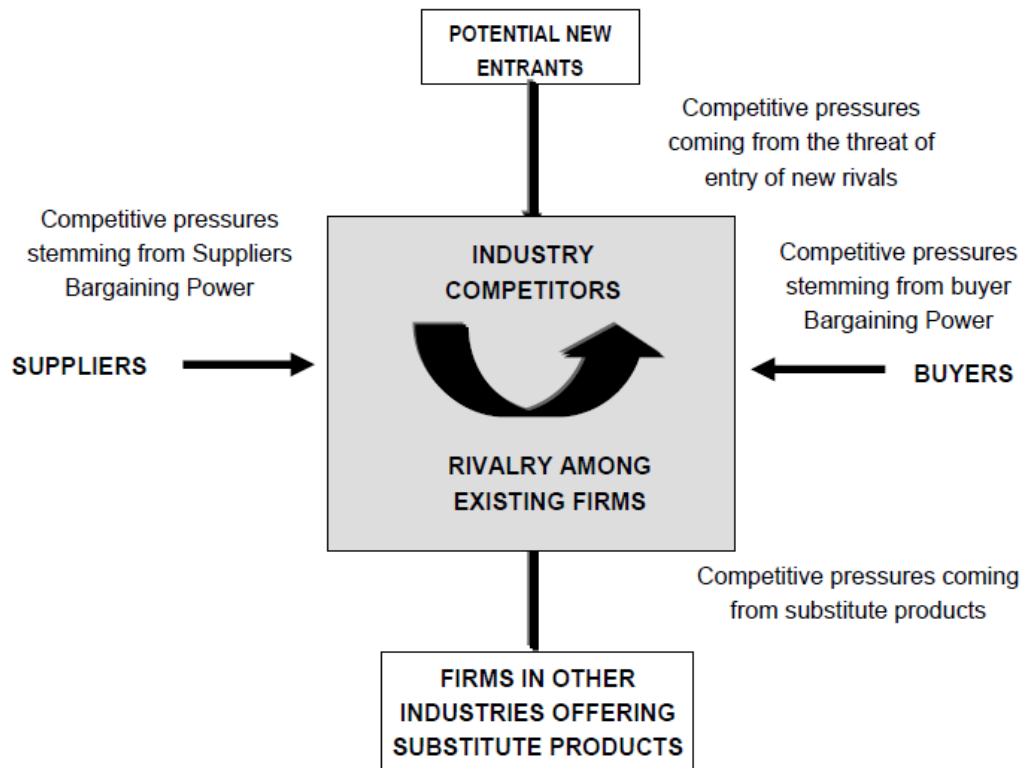 POTENTIAL NEW
ENTRANTS
Competitive pressures
coming from the threat of
entry of new rivals
Competitive pressures
stemming from Suppliers
Bargaining Power
INDUSTRY
COMPETITORS
Competitive pressures
stemming from buyer
Bargaining Power
SUPPLIERS
BUYERS
RIVALRY AMONG
EXISTING FIRMS
Competitive pressures coming
from substitute products
FIRMS IN OTHER
INDUSTRIES OFFERING
SUBSTITUTE PRODUCTS